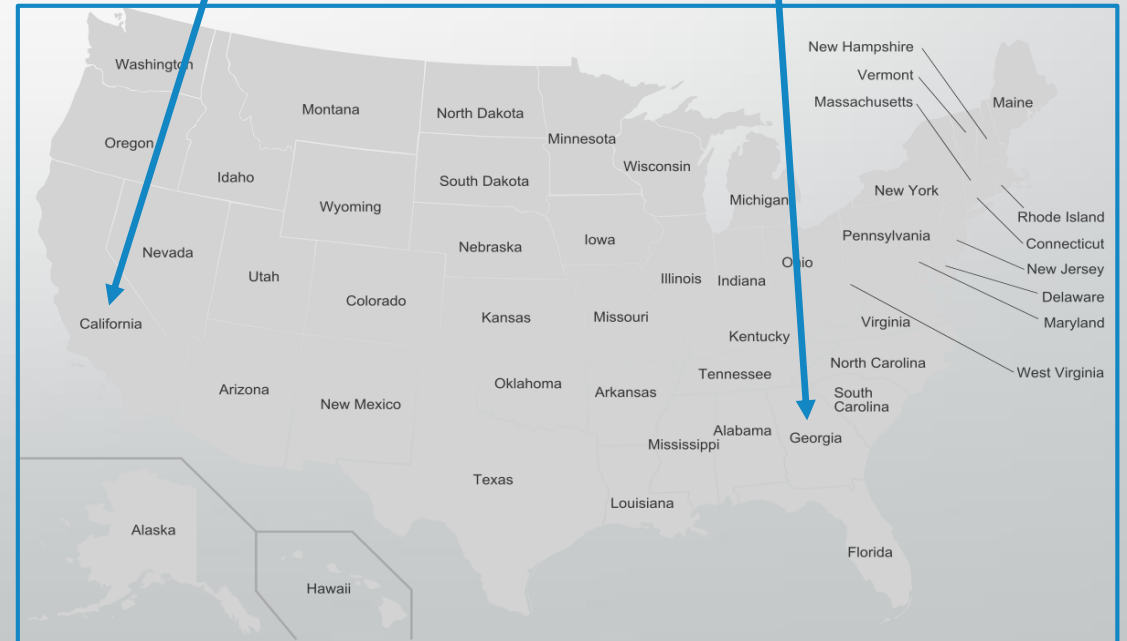 New Hampshire
Washington
Vermont
Massachusetts
Maine
Montana
North Dakota
Minnesota
Oregon
Wisconsin
Idaho
South Dakota
New York
Michigan
Wyoming
Rhode Island
Pennsylvania
Iowa
Connecticut
Nebraska
Nevada
Ohio
New Jersey
Utah
Illinois
Indiana
Colorado
Delaware
Kansas
Missouri
Virginia
Maryland
California
Kentucky
North Carolina
West Virginia
Tennessee
Oklahoma
Arizona
Arkansas
South
Carolina
New Mexico
Alabama
Georgia
Mississippi
Texas
Louisiana
Alaska
Florida
Hawaii